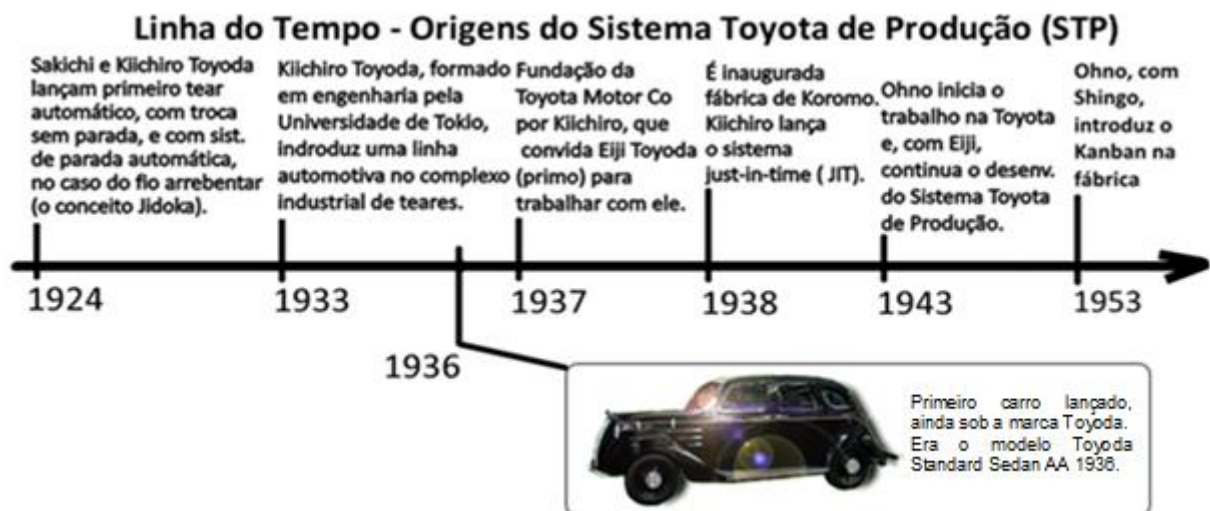 Linha do Tempo - Origens do Sistema Toyota de Produção (STP)
Sakichi e Kiichiro Toyoda
lançam primeiro tear
automático, com troca
sem parada, e com sist.
de parada automática,
no caso do fio arrebentar
(o conceito Jidoka).
Kiichiro Toyoda, formado
em engenharia pela
Universidade de Tokio,
indroduz uma linha
automotiva no complexo
industrial de teares.
Fundação da
Toyota Motor Co
por Kiichiro, que
convida Eiji Toyoda
(primo) para
trabalhar com ele.
É inaugurada
fábrica de Koromo.
Kiichiro lança
o sistema
just-in-time ( JIT).
Ohno inicia o
trabalho na Toyota
e, com Eiji,
continua o desenv.
do Sistema Toyota
de Produção.
Ohno, com
Shingo,
introduz o
Kanban na
fábrica
1924
1933
1937
1938
1943
1953
1936
Primeiro carro lançado,
ainda sob a marca Toyoda.
Era o modelo Toyoda
Standard Sedan AA 1936.